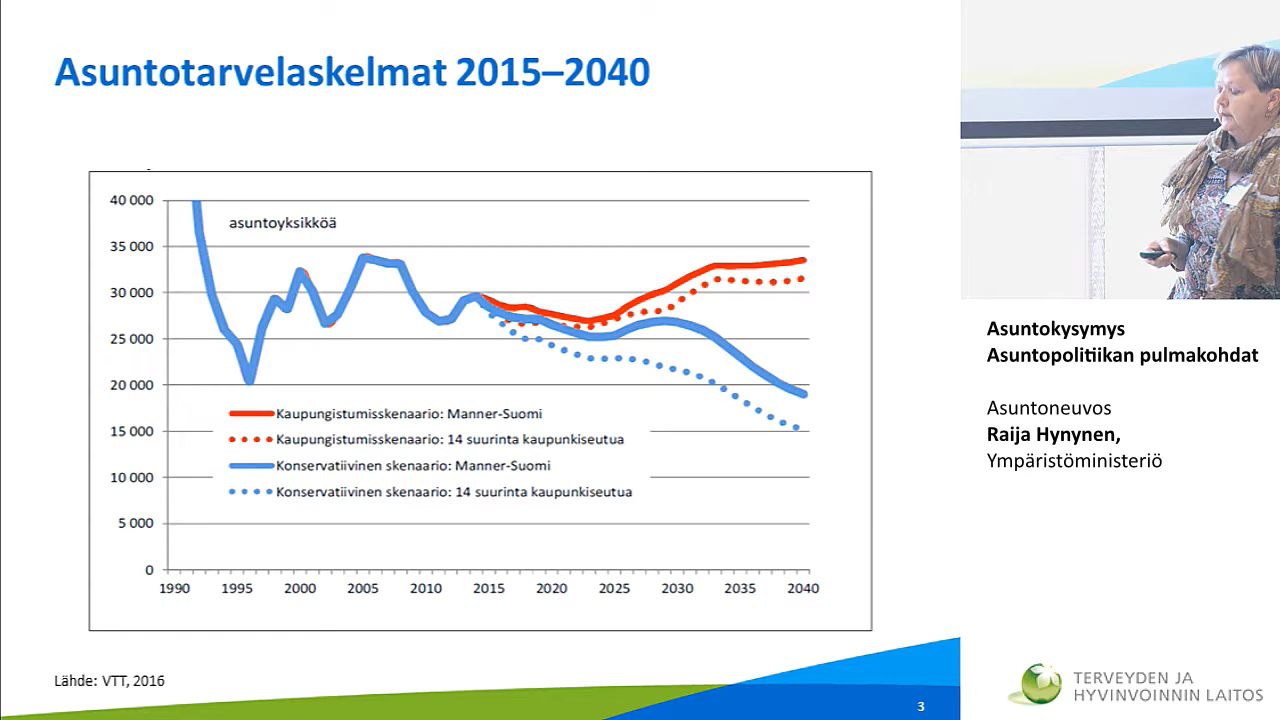 Asuntotarvelaskelmat 2015–2040
40 000
asuntoyksikköä
35 000
30 000
25 000
20 000
Kaupungistumisskenaario: Manner-Suomi
15 000
Kaupungistumisskenaario: 14 suurinta kaupunkiseutua
Konservatiivinen skenaario: Manner-Suomi
10 000
Konservatiivinen skenaario: 14 suurinta kaupunkiseutua
5 000
0
1990 1995 2000 2005 2010 2015 2020 2025 2030 2035 2040
Lähde: VTT, 2016
3
Asuntokysymys
Asuntopolitiikan pulmakohdat
Asuntoneuvos
Raija Hynynen,
Ympäristöministeriö
TERVEYDEN JA
HYVINVOINNIN LAITOS